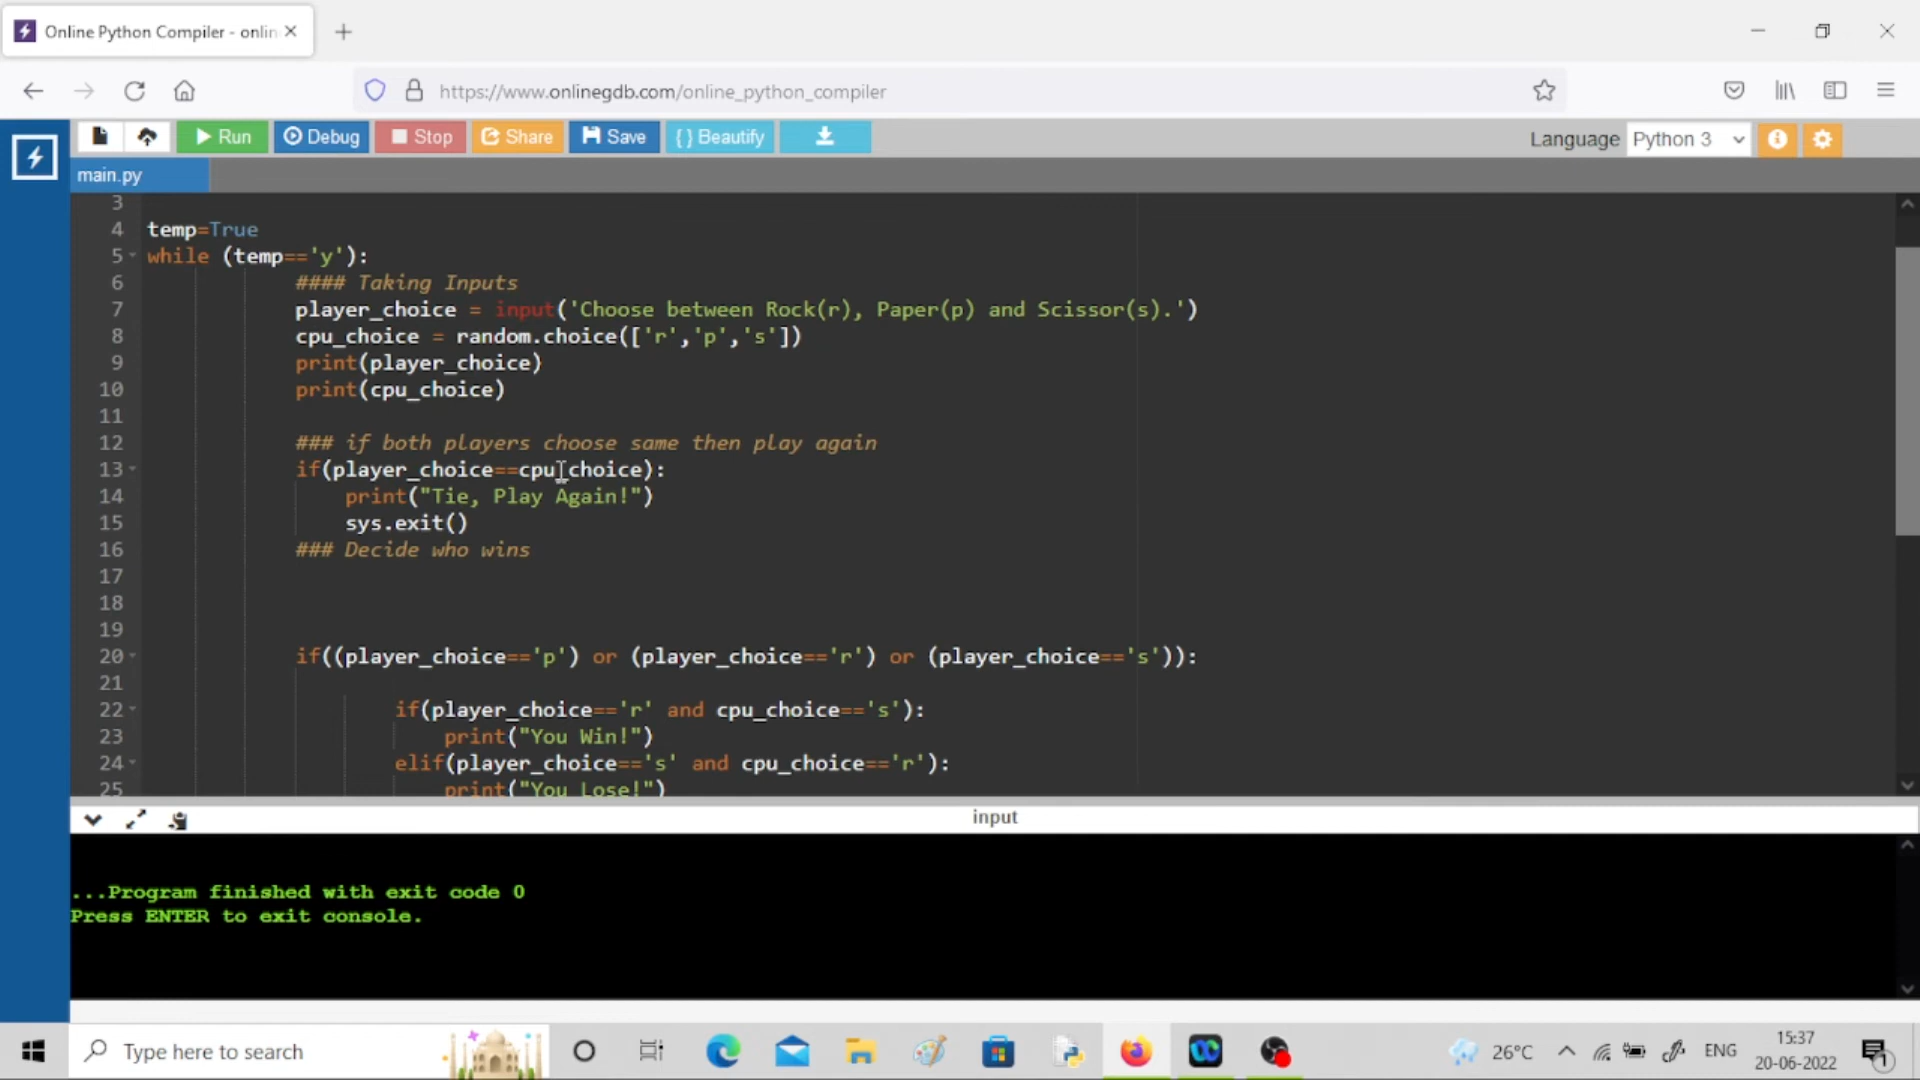 Online Python Compiler - onlin
https://www.onlinegdb.com/online_python_compiler
Run Debug Stop Share Save {} Beautify Language Python 3
main.py
3
4 temp=True
5 while (temp=='y'):
6 #### Taking Inputs
7 player_choice = input('Choose between Rock(r), Paper(p) and Scissor(s).')
8 cpu_choice = random.choice(['r','p','s'])
9 print(player_choice)
10 print(cpu_choice)
11
12 ### if both players choose same then play again
13 if(player_choice==cpu_choice):
14 print("Tie, Play Again!")
15 sys.exit()
16 ### Decide who wins
17
18
19
20 if((player_choice=='p') or (player_choice=='r') or (player_choice=='s')):
21
22 if(player_choice=='r' and cpu_choice=='s'):
23 print("You Win!")
24 elif(player_choice=='s' and cpu_choice=='r'):
25 print("You Lose!")
input
...Program finished with exit code 0
Press ENTER to exit console.
Type here to search 26°C ENG 15:37
20-06-2022
1